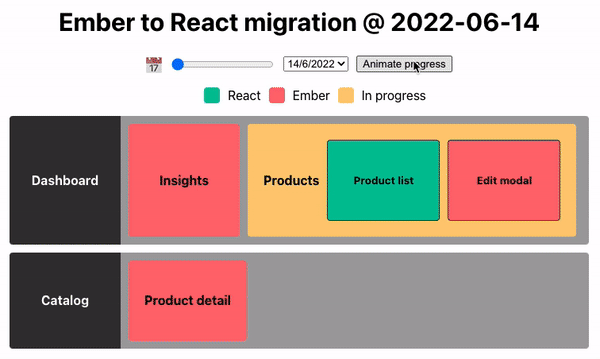 Ember to React migration @ 2022-06-14
17
14/6/2022
Animate progress
React
Ember
In progress
Dashboard
Insights
Products
Product list
Edit modal
Catalog
Product detail